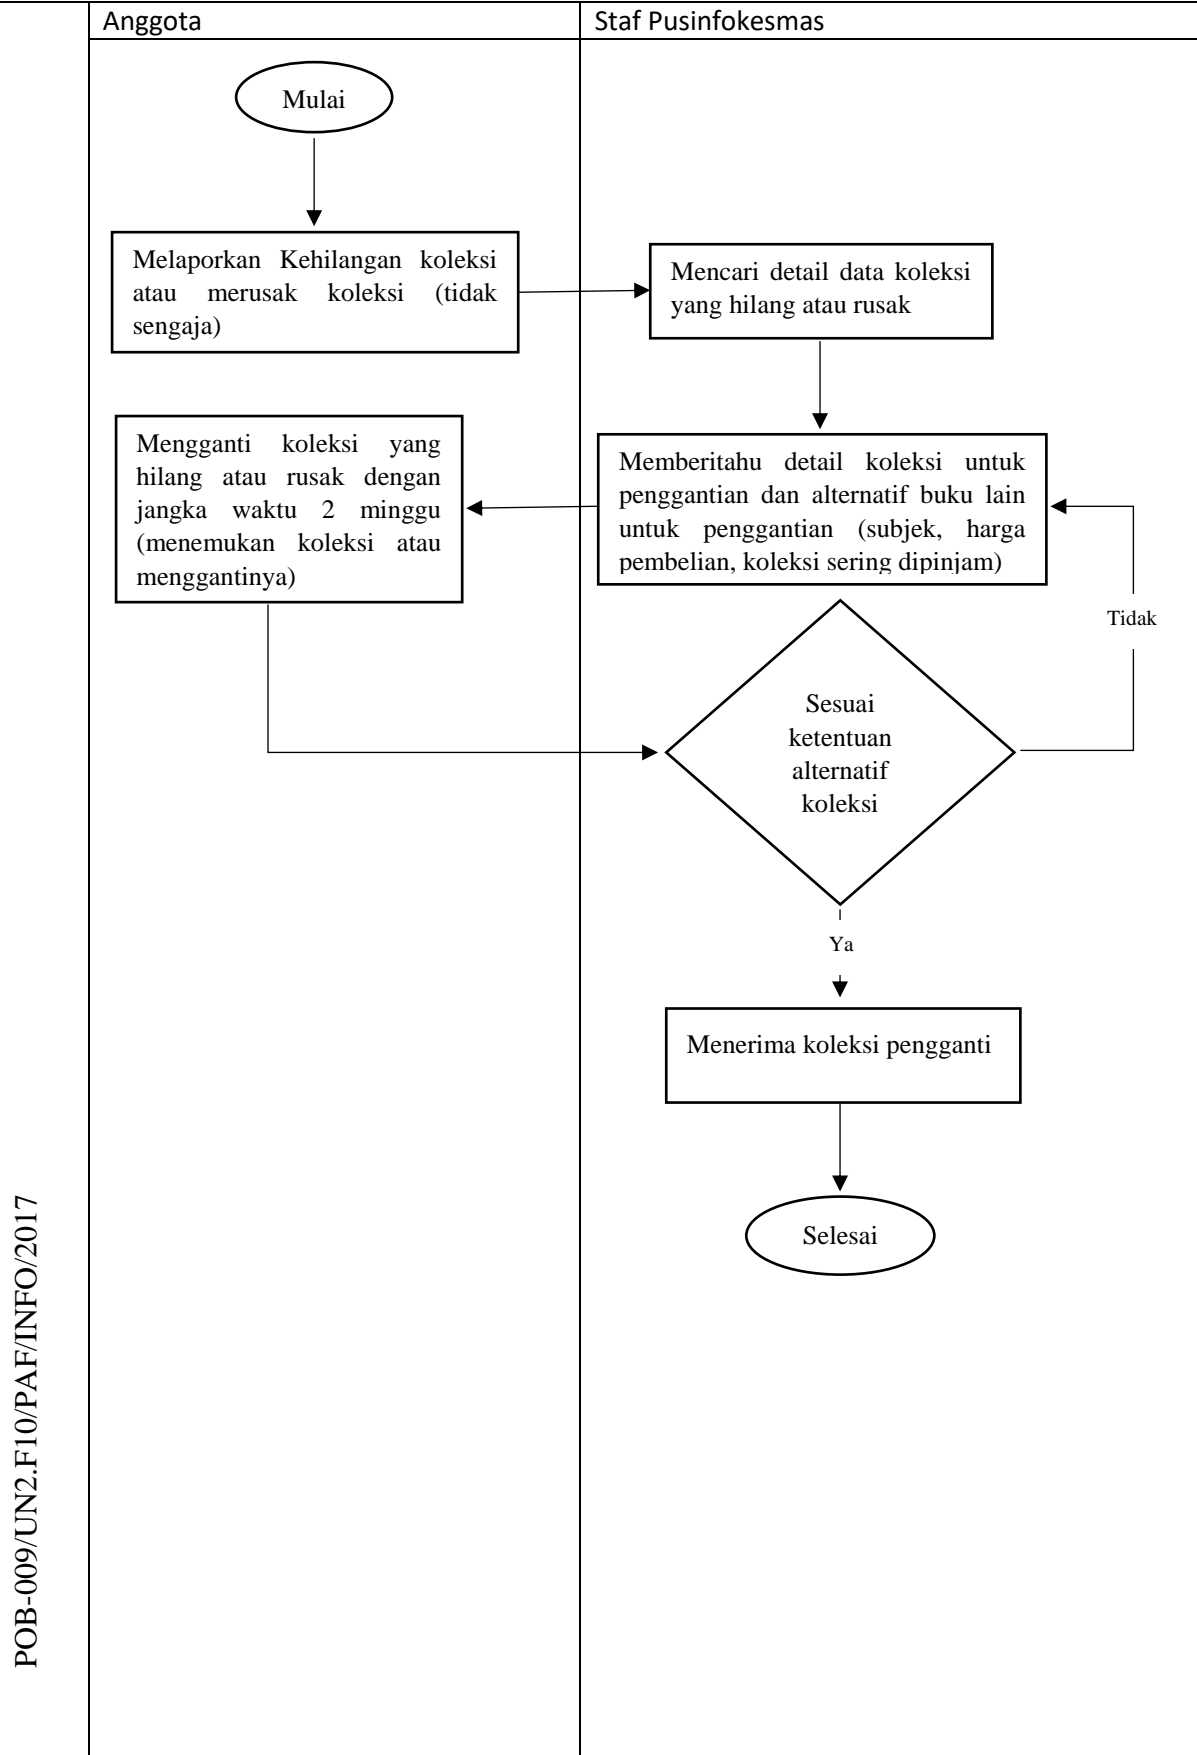 Anggota
Staf Pusinfokesmas
Mulai
Melaporkan Kehilangan koleksi
atau merusak koleksi (tidak
sengaja)
Mencari detail data koleksi
yang hilang atau rusak
Memberitahu detail koleksi untuk
penggantian dan alternatif buku lain
untuk penggantian (subjek, harga
pembelian, koleksi sering dipinjam)
Mengganti koleksi yang
hilang atau rusak dengan
jangka waktu 2 minggu
(menemukan koleksi atau
menggantinya)
Sesuai
ketentuan
alternatif
koleksi
Tidak
Ya
Menerima koleksi pengganti
Selesai
POB-009/UN2.F10/PAF/INFO/2017